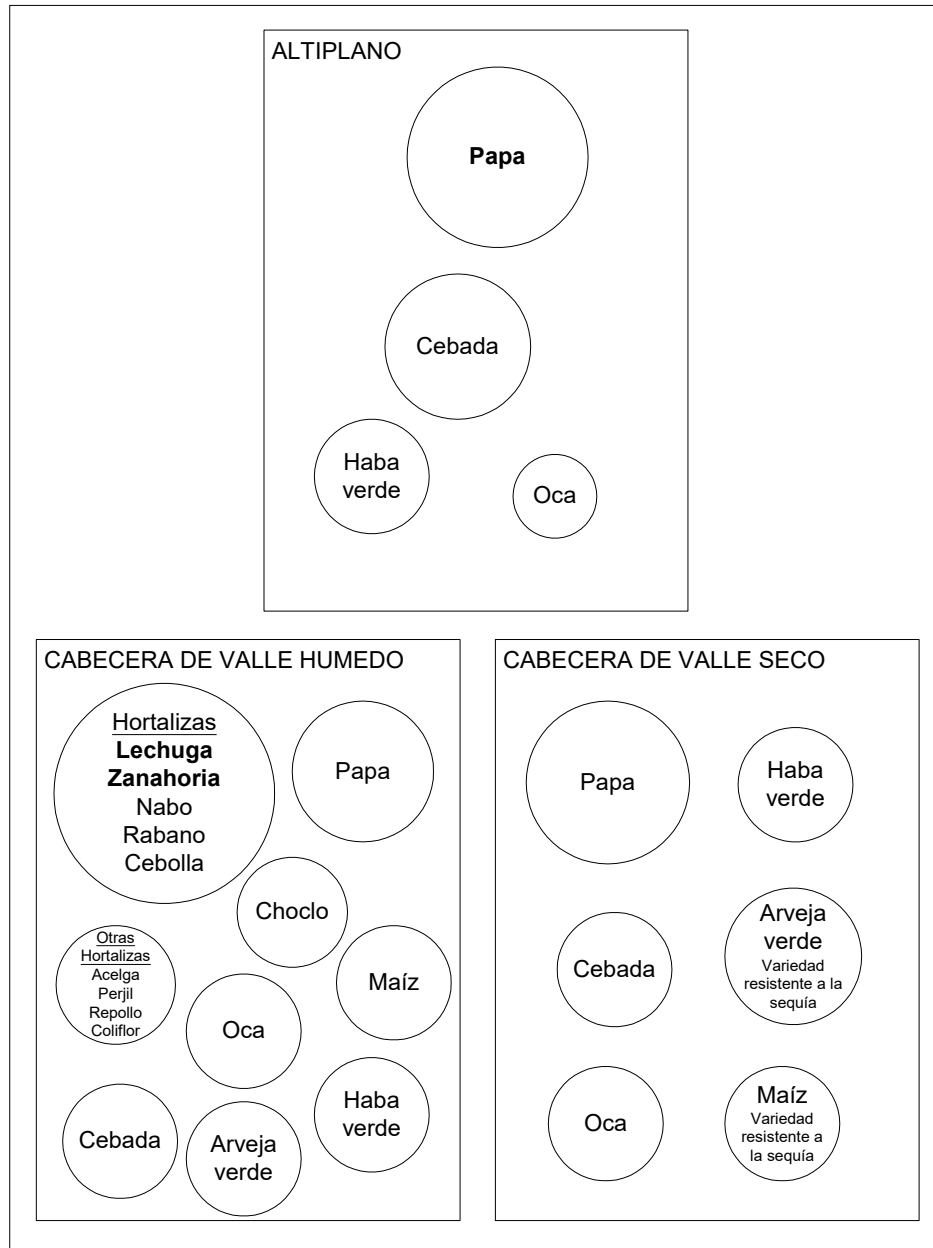 ALTIPLANO
Papa
Cebada
Haba
verde
Oca
CABECERA DE VALLE HUMEDO
Hortalizas
Lechuga
Zanahoria
Nabo
Rabano
Cebolla
Papa
Choclo
Otras
Hortalizas
Acelga
Perjil
Repollo
Coliflor
Maíz
Oca
Cebada
Arveja
verde
Haba
verde
CABECERA DE VALLE SECO
Papa
Haba
verde
Cebada
Arveja
verde
Variedad
resistente a la
sequía
Oca
Maíz
Variedad
resistente a
la sequía